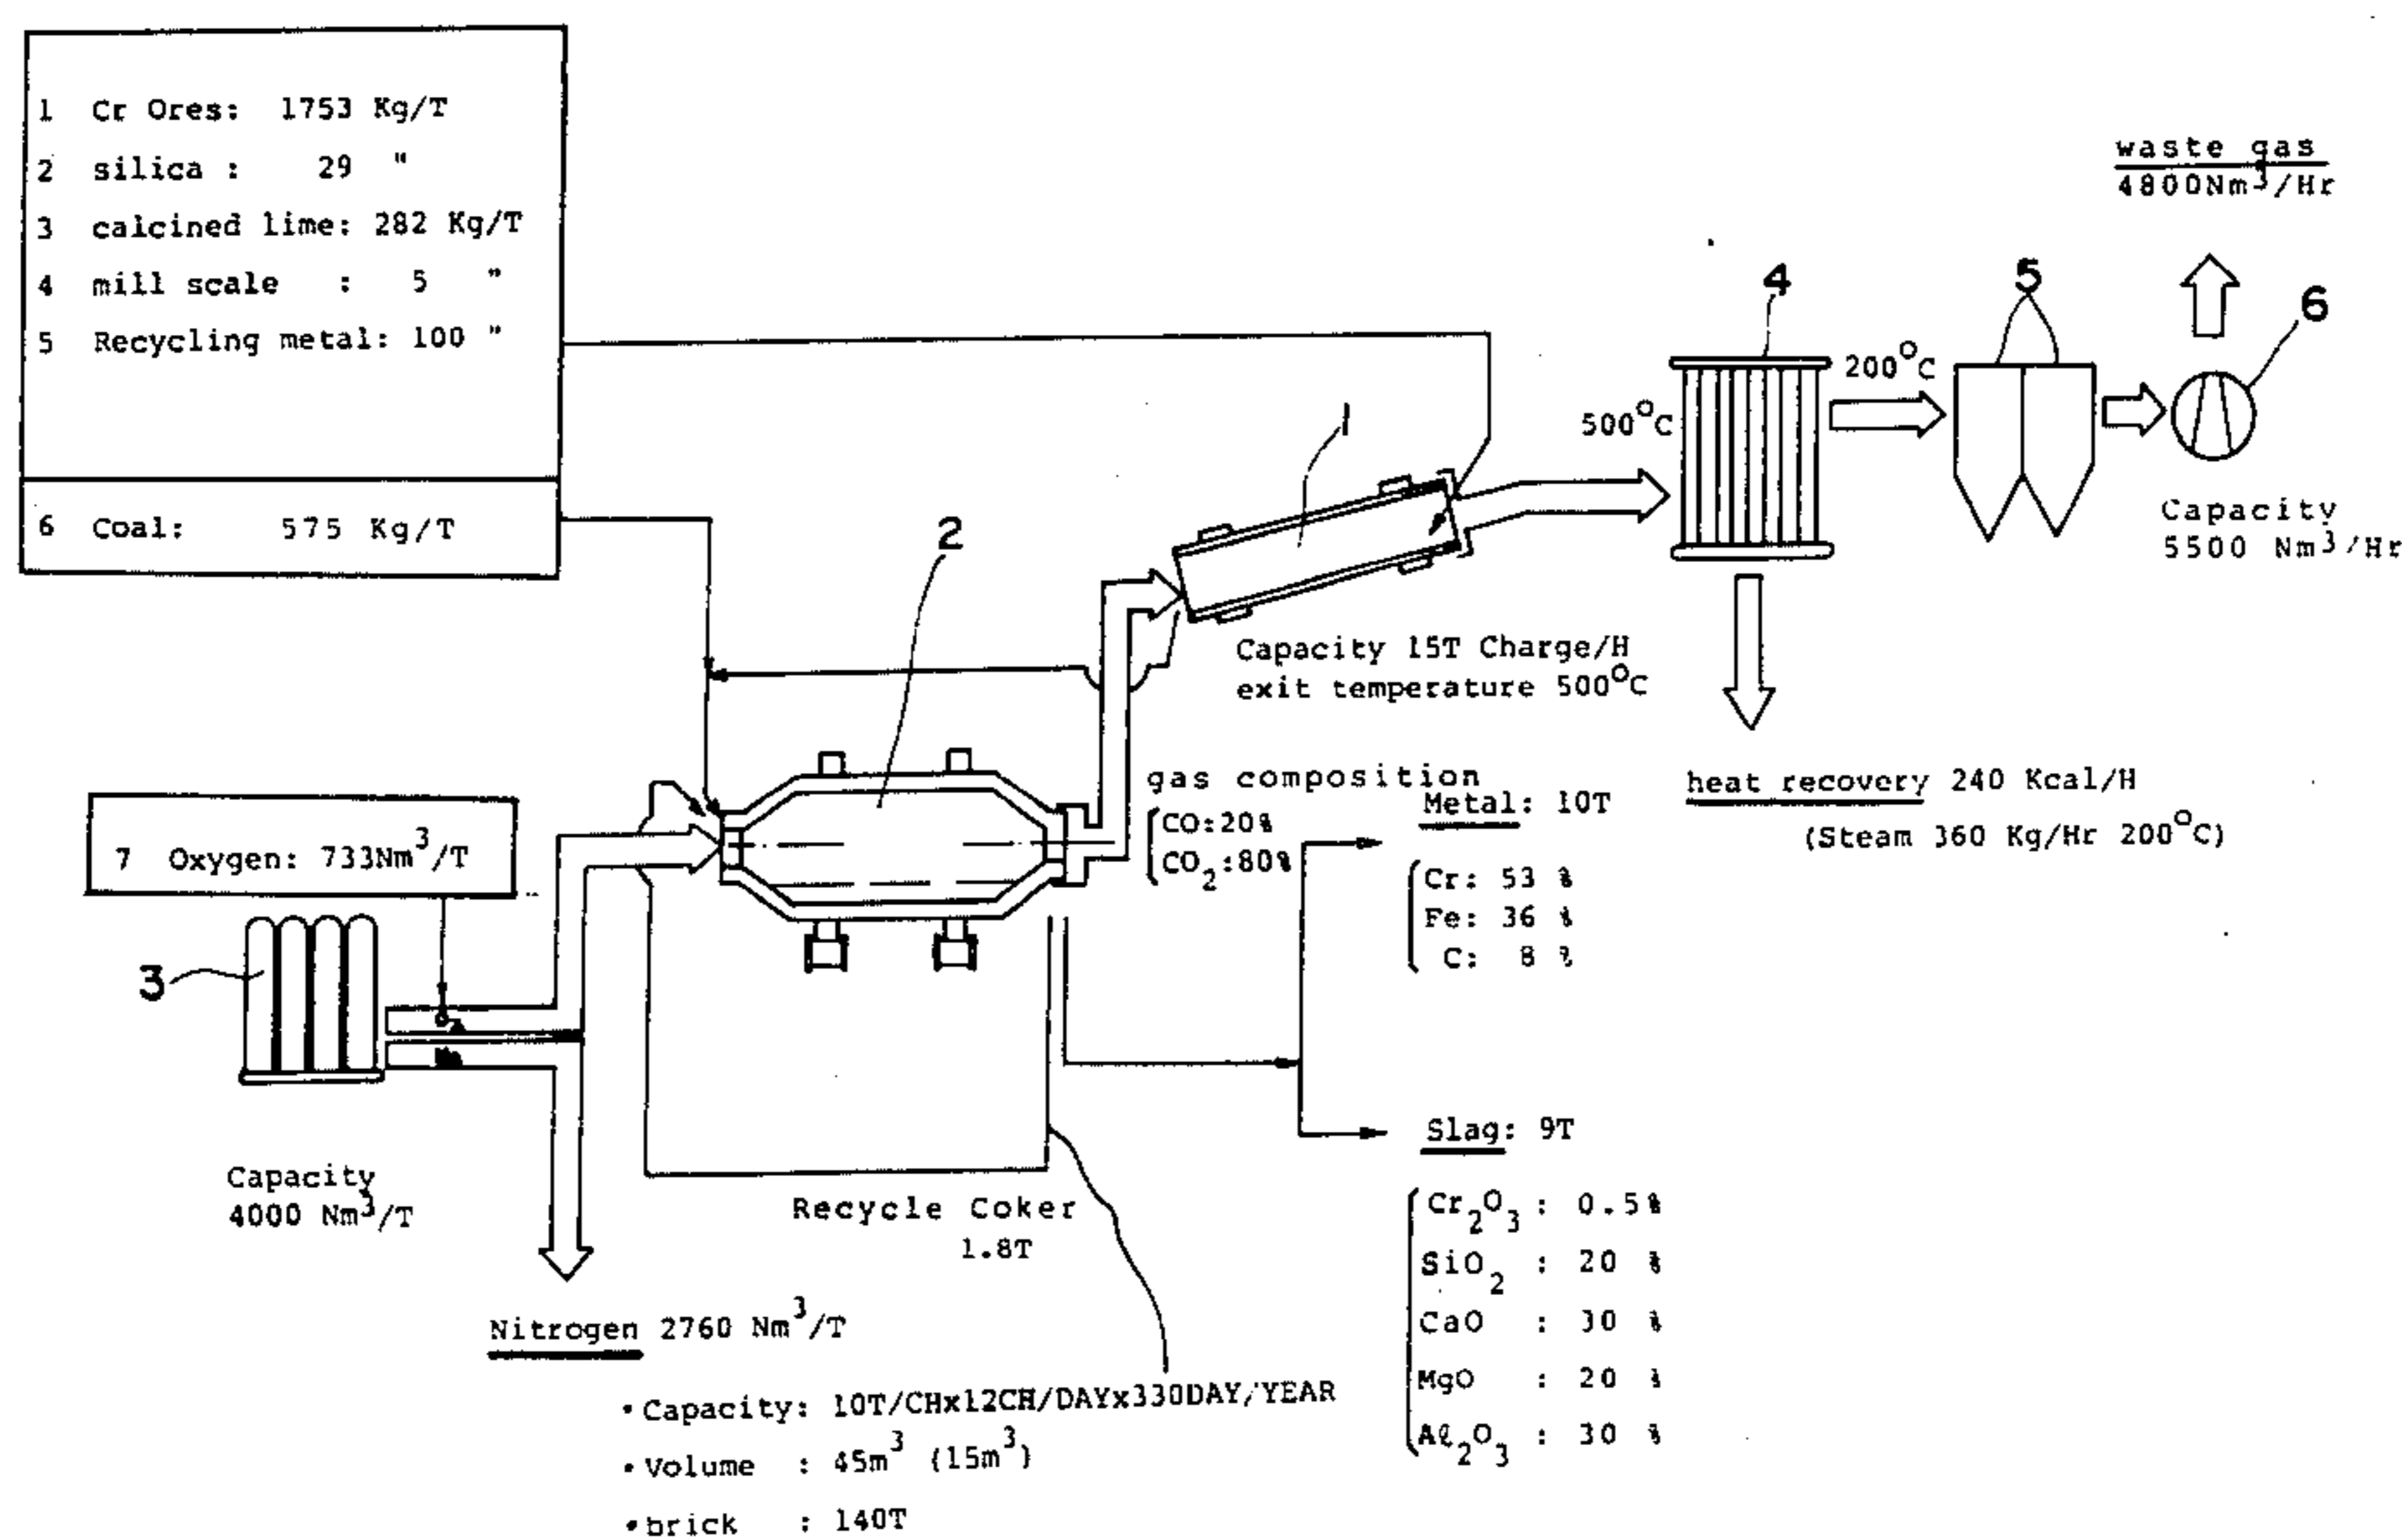 1 Cr Ores: 1753 Kg/T
2 silica : 29 "
3 calcined lime: 282 Kg/T
4 mill scale : 5 "
5 Recycling metal: 100 "
6 Coal: 575 Kg/T
waste gas
4800Nm³/Hr
4
5
6
200°C
500°C
Capacity
5500 Nm³/Hr
1
2
Capacity 15T Charge/H
exit temperature 500°C
heat recovery 240 Kcal/H
(Steam 360 Kg/Hr 200°C)
gas composition
CO:20%
CO₂:80%
7 Oxygen: 733Nm³/T
3
Capacity
4000 Nm³/T
Metal: 10T
Cr: 53 %
Fe: 36 %
C: 8 %
Recycle Coker
1.8T
Slag: 9T
Cr₂O₃ : 0.5%
SiO₂ : 20 %
CaO : 30 %
MgO : 20 %
Aℓ₂O₃ : 30 %
Nitrogen 2760 Nm³/T
• Capacity: 10T/CHx12CH/DAYx330DAY/YEAR
• Volume : 45m³ (15m³)
• brick : 140T